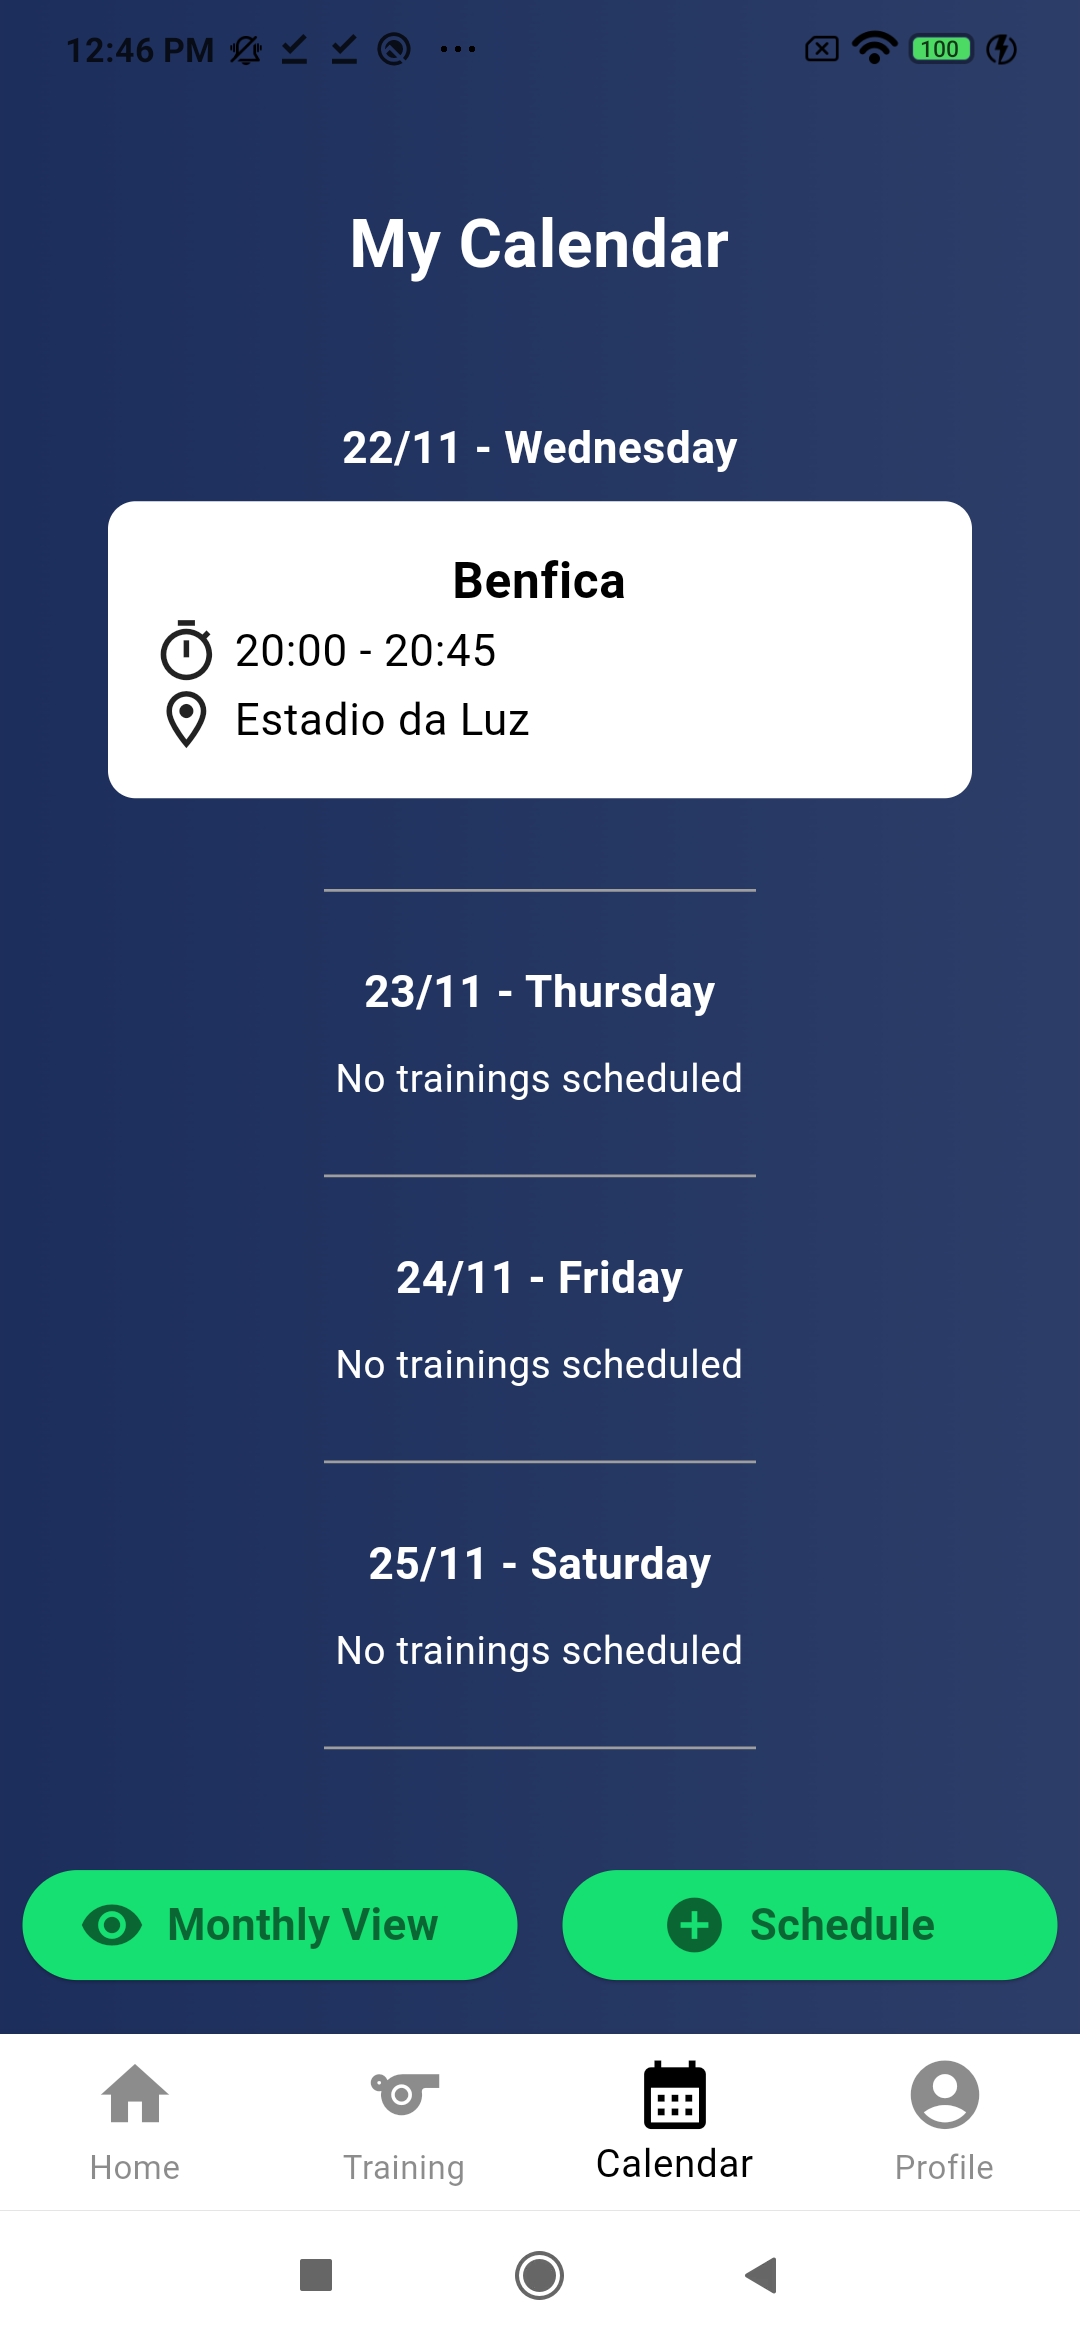 12:46 PM
100
My Calendar
22/11 - Wednesday
Benfica
20:00 - 20:45
Estadio da Luz
23/11 - Thursday
No trainings scheduled
24/11 - Friday
No trainings scheduled
25/11 - Saturday
No trainings scheduled
Monthly View
Schedule
Home
Training
Calendar
Profile